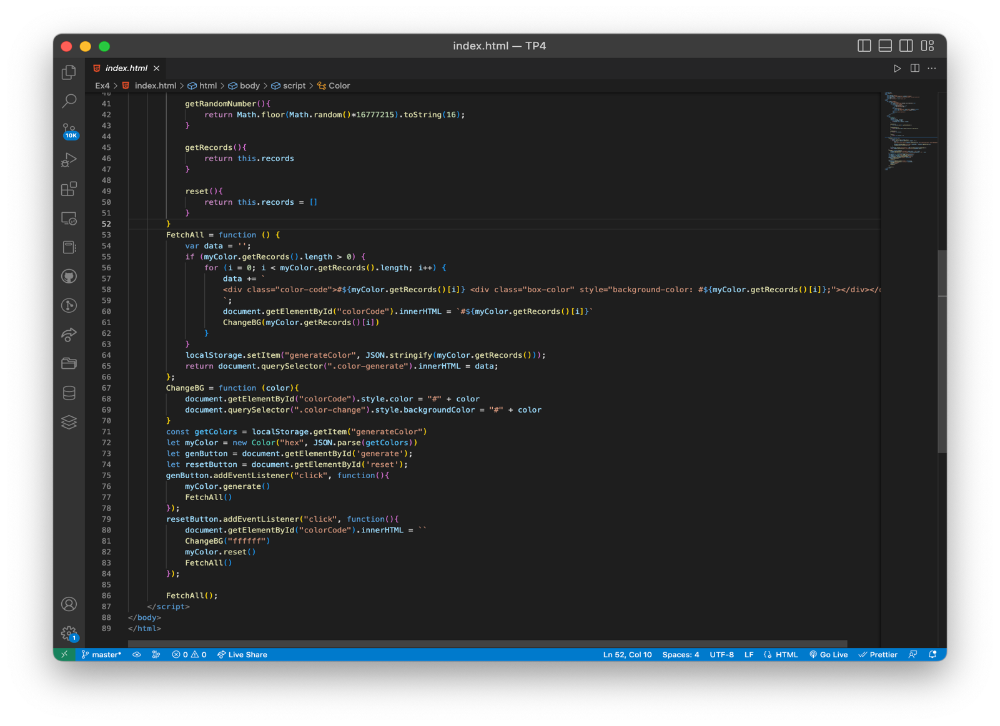 index.html — TP4
index.html
Ex4 > index.html > html > body > script > Color
10K
41 getRandomNumber(){
42 return Math.floor(Math.random()*16777215).toString(16);
43 }
44
45 getRecords(){
46 return this.records
47 }
48
49 reset(){
50 return this.records = []
51 }
52 }
53 FetchAll = function () {
54 var data = '';
55 if (myColor.getRecords().length > 0) {
56 for (i = 0; i < myColor.getRecords().length; i++) {
57 data += `
58 <div class="color-code">#${myColor.getRecords()[i]} <div class="box-color" style="background-color: #${myColor.getRecords()[i]};"></div></
59 `;
60 document.getElementById("colorCode").innerHTML = `#${myColor.getRecords()[i]}`
61 ChangeBG(myColor.getRecords()[i])
62 }
63 }
64 localStorage.setItem("generateColor", JSON.stringify(myColor.getRecords()));
65 return document.querySelector(".color-generate").innerHTML = data;
66 };
67 ChangeBG = function (color){
68 document.getElementById("colorCode").style.color = "#" + color
69 document.querySelector(".color-change").style.backgroundColor = "#" + color
70 }
71 const getColors = localStorage.getItem("generateColor")
72 let myColor = new Color("hex", JSON.parse(getColors))
73 let genButton = document.getElementById('generate');
74 let resetButton = document.getElementById('reset');
75 genButton.addEventListener("click", function(){
76 myColor.generate()
77 FetchAll()
78 });
79 resetButton.addEventListener("click", function(){
80 document.getElementById("colorCode").innerHTML = ``
81 ChangeBG("ffffff")
82 myColor.reset()
83 FetchAll()
84 });
85
86 FetchAll();
87 </script>
88 </body>
89 </html>
1
master* 0 0 Live Share Ln 52, Col 10 Spaces: 4 UTF-8 LF HTML Go Live Prettier